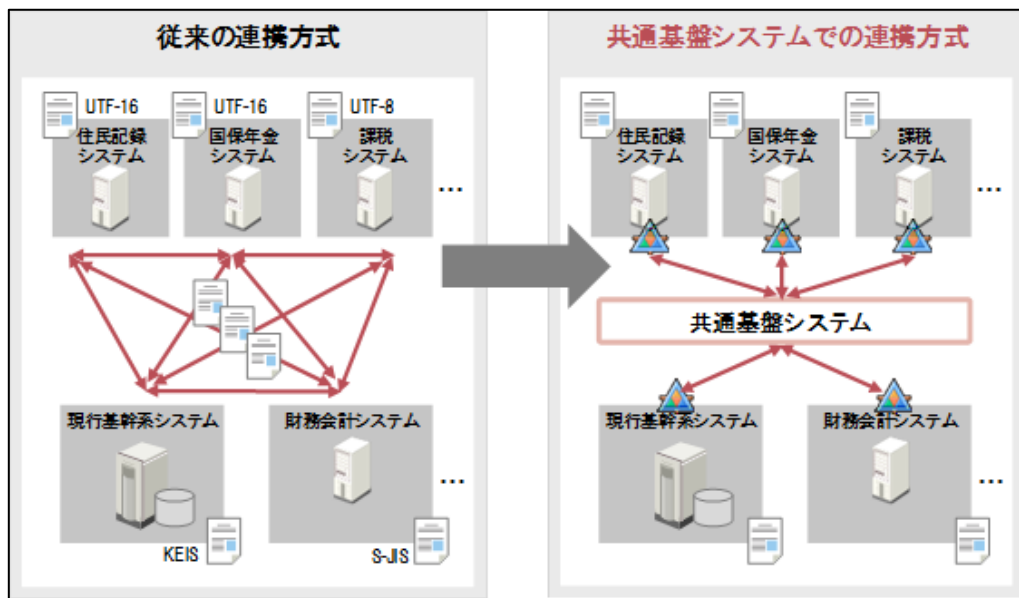 従来の連携方式
UTF-16
UTF-16
UTF-8
住民記録
システム
国保年金
システム
課税
システム
…
現行基幹系システム
財務会計システム
…
KEIS
S-JIS
共通基盤システムでの連携方式
住民記録
システム
国保年金
システム
課税
システム
…
共通基盤システム
現行基幹系システム
財務会計システム
…